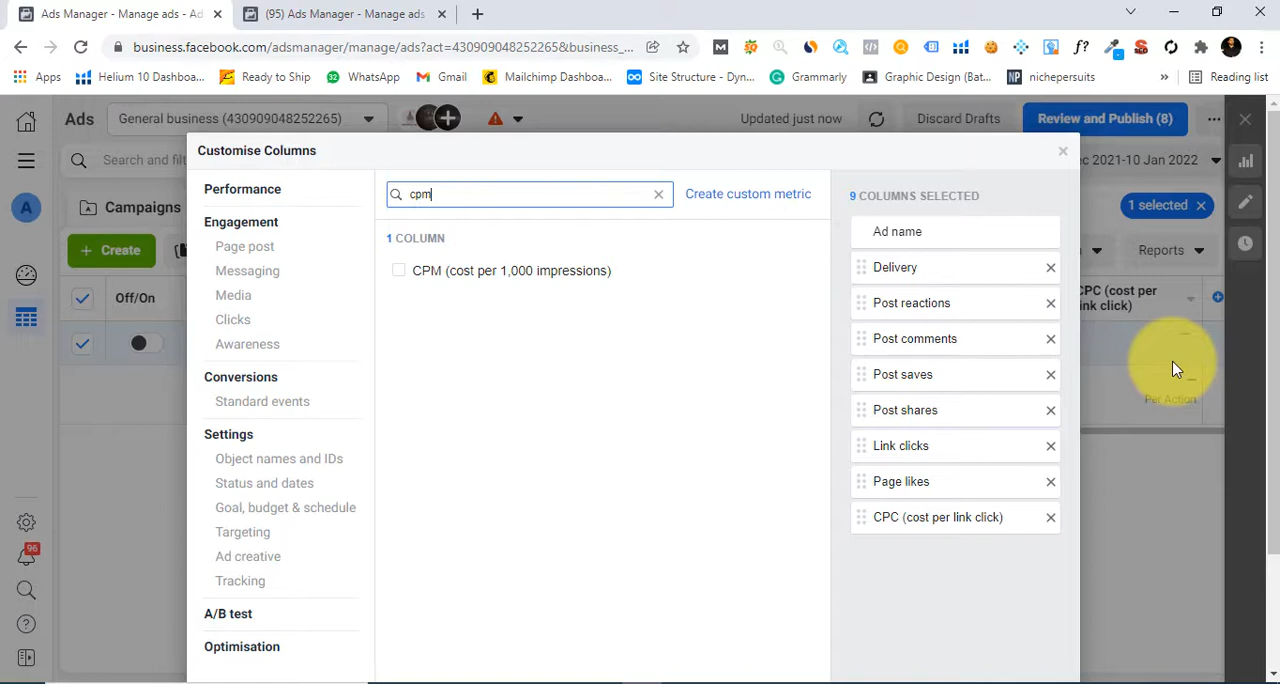 Ads Manager - Manage ads - Ad
(95) Ads Manager - Manage ads
business.facebook.com/adsmanager/manage/ads?act=430909048252265&business_...
Apps
Helium 10 Dashboa...
Ready to Ship
WhatsApp
Gmail
Mailchimp Dashboa...
Site Structure - Dyn...
Grammarly
Graphic Design (Bat...
nichepersuits
»
Reading list
Ads
General business (430909048252265)
Updated just now
Discard Drafts
Review and Publish (8)
Customise Columns
Search and filt
ec 2021-10 Jan 2022
Performance
cpm
Create custom metric
9 COLUMNS SELECTED
Campaigns
1 selected
Engagement
Page post
Messaging
Media
Clicks
Awareness
Conversions
Standard events
Settings
Object names and IDs
Status and dates
Goal, budget & schedule
Targeting
Ad creative
Tracking
A/B test
Optimisation
1 COLUMN
CPM (cost per 1,000 impressions)
Ad name
Delivery
Post reactions
Post comments
Post saves
Post shares
Link clicks
Page likes
CPC (cost per link click)
Create
Reports
Off/On
CPC (cost per
ink click)
—
—
Per Action
A
96